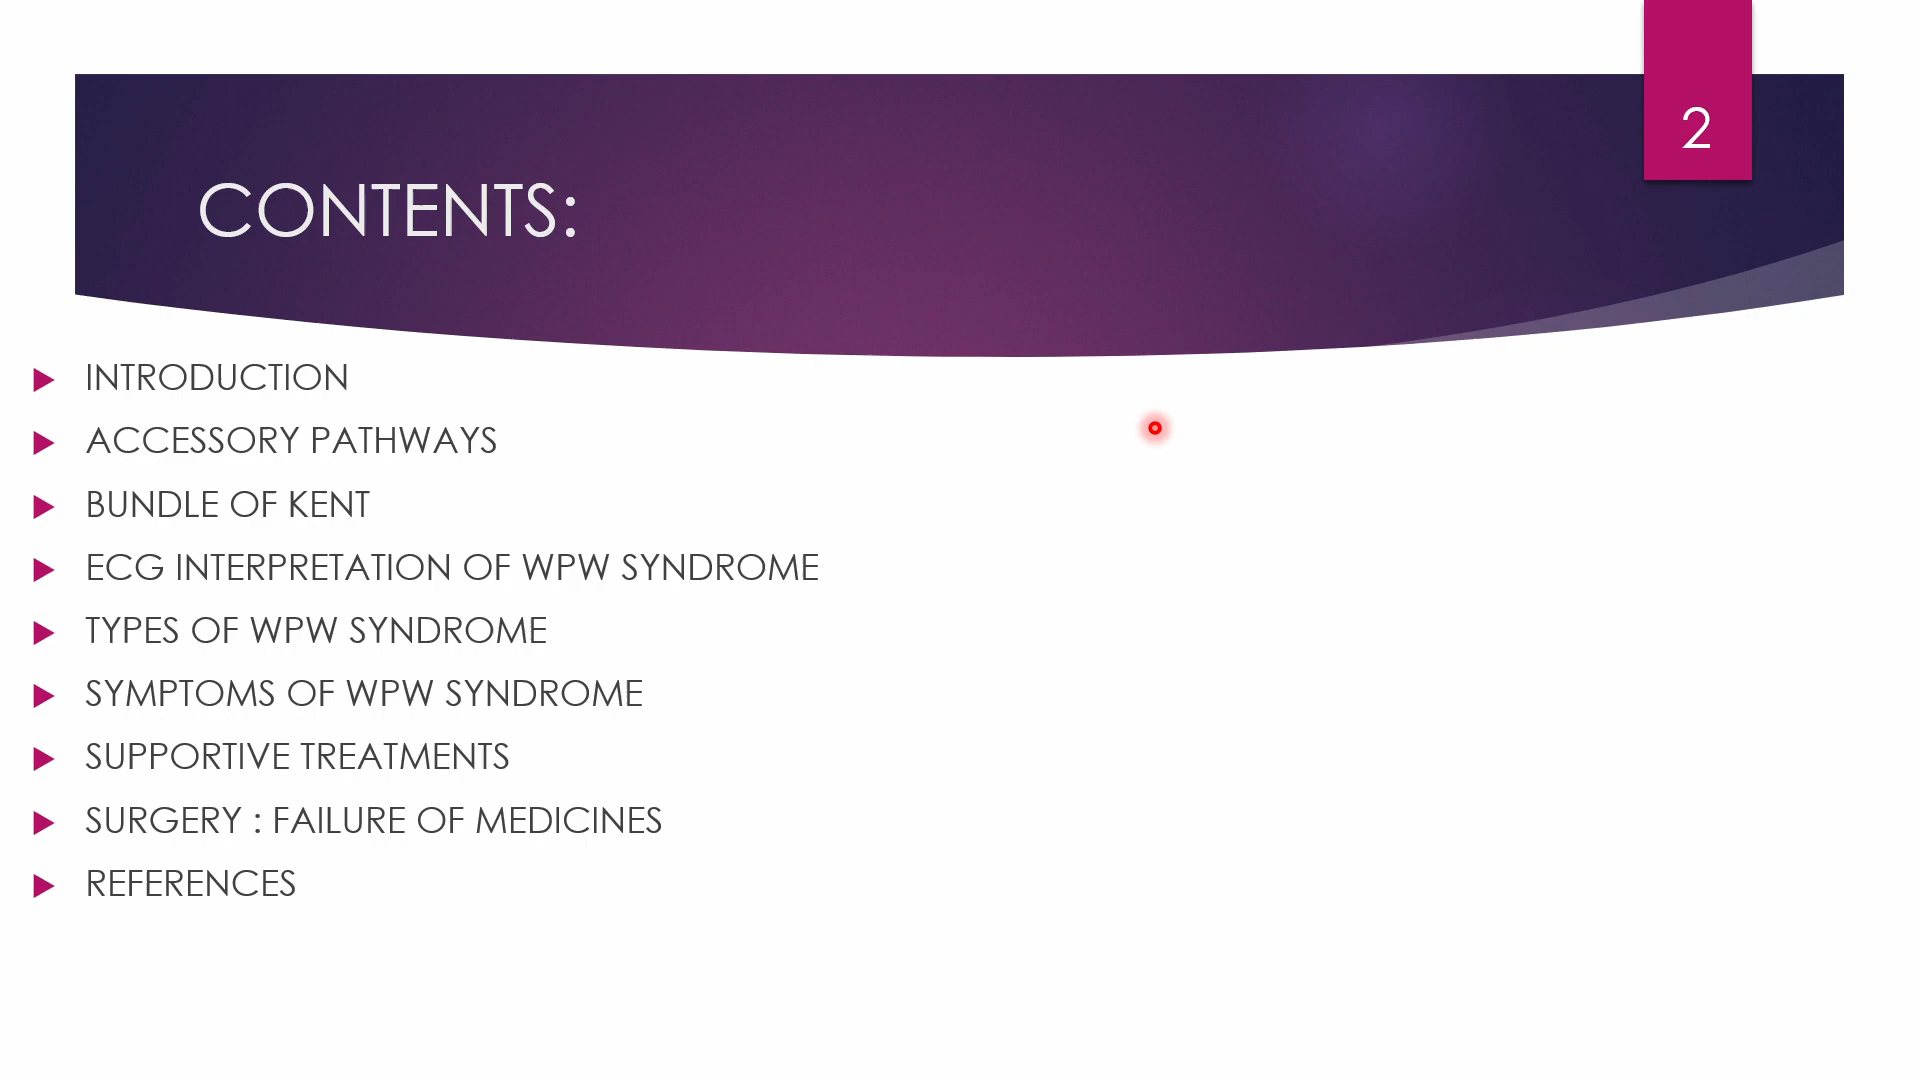 2
CONTENTS:
INTRODUCTION
ACCESSORY PATHWAYS
BUNDLE OF KENT
ECG INTERPRETATION OF WPW SYNDROME
TYPES OF WPW SYNDROME
SYMPTOMS OF WPW SYNDROME
SUPPORTIVE TREATMENTS
SURGERY : FAILURE OF MEDICINES
REFERENCES